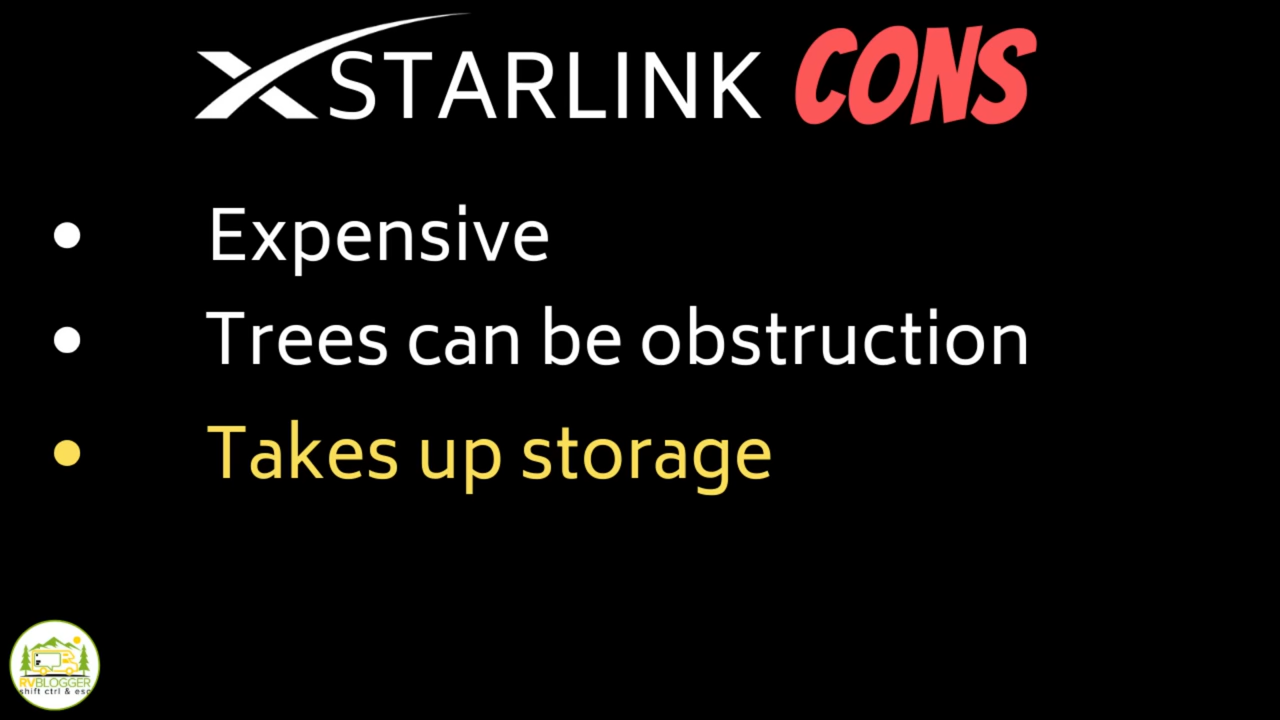 STARLINK CONS
• Expensive
• Trees can be obstruction
• Takes up storage
RVBLOGGER
shift ctrl & esc